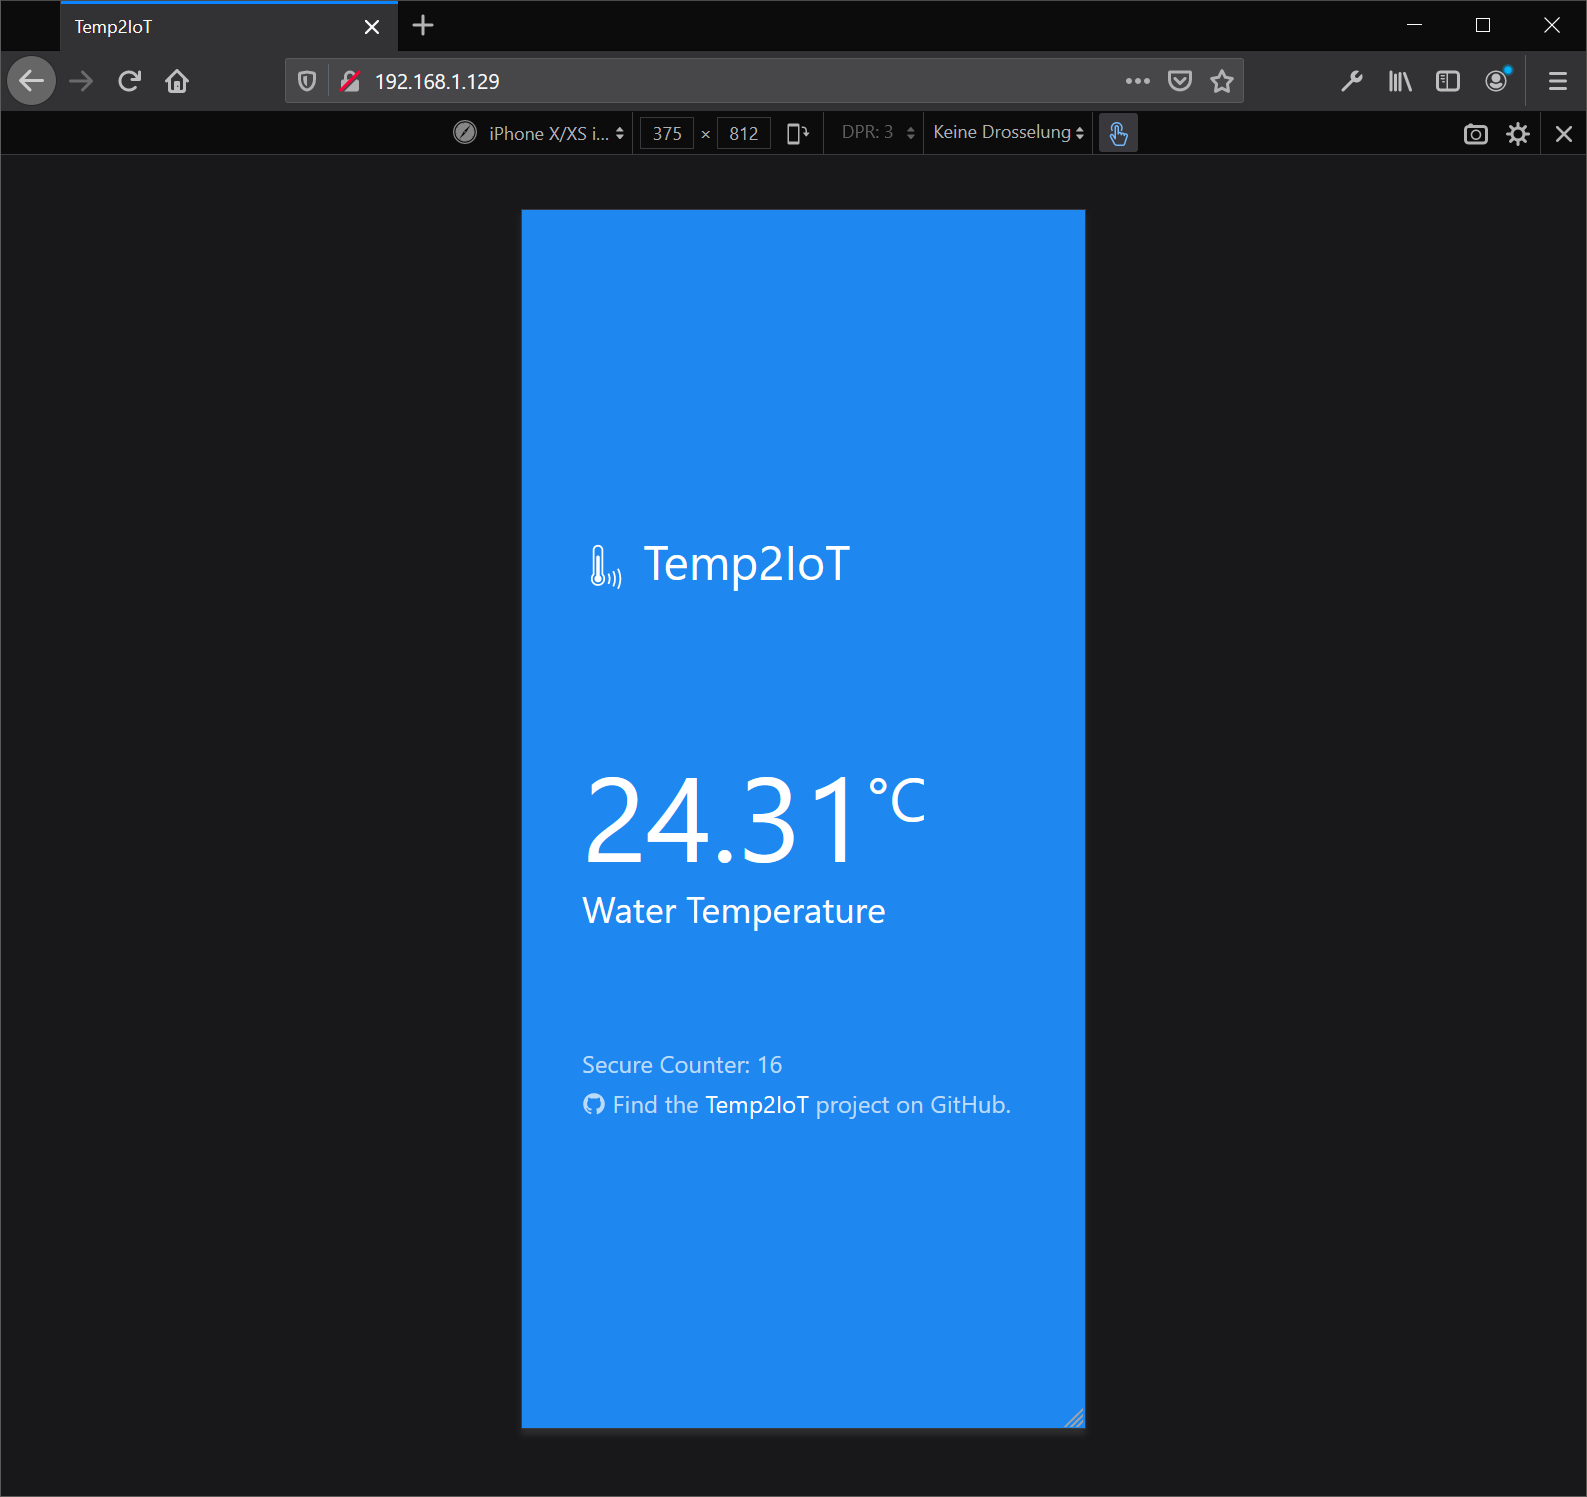 Temp2IoT
192.168.1.129
iPhone X/XS i... 375 × 812 DPR: 3 Keine Drosselung
Temp2IoT
24.31°C
Water Temperature
Secure Counter: 16
Find the Temp2IoT project on GitHub.